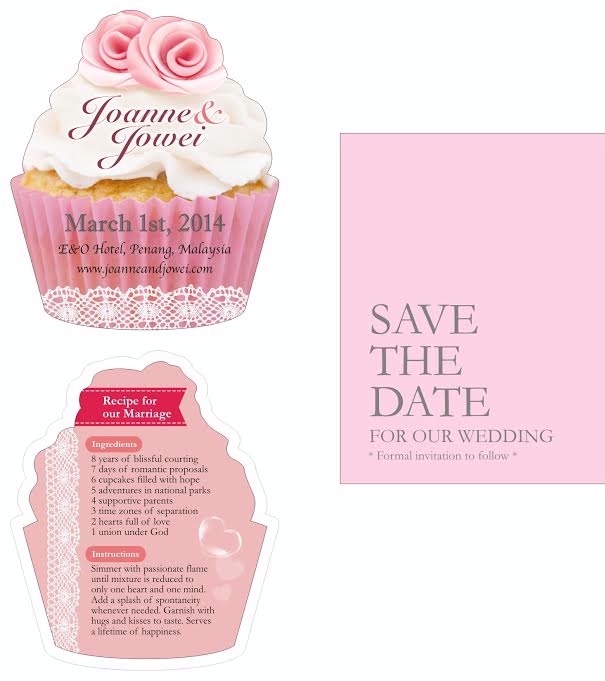 Joanne &
Jowei
March 1st, 2014
E&O Hotel, Penang, Malaysia
www.joanneandjowei.com
SAVE
THE
DATE
FOR OUR WEDDING
* Formal invitation to follow *
Recipe for
our Marriage
Ingredients
8 years of blissful courting
7 days of romantic proposals
6 cupcakes filled with hope
5 adventures in national parks
4 supportive parents
3 time zones of separation
2 hearts full of love
1 union under God
Instructions
Simmer with passionate flame
until mixture is reduced to
only one heart and one mind.
Add a splash of spontaneity
whenever needed. Garnish with
hugs and kisses to taste. Serves
a lifetime of happiness.